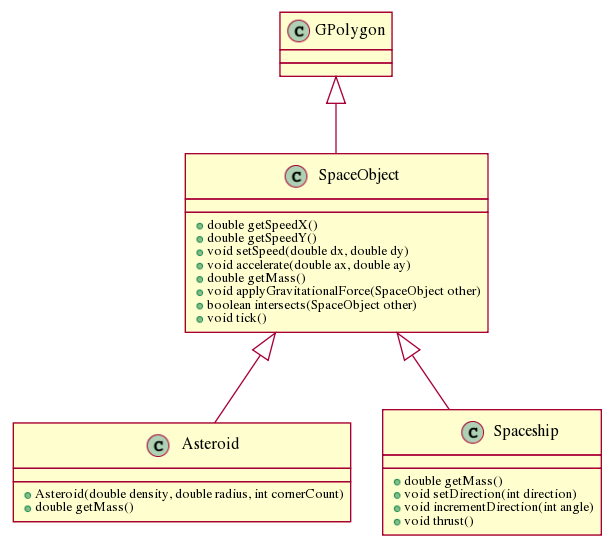 C GPolygon
C SpaceObject
double getSpeedX()
double getSpeedY()
void setSpeed(double dx, double dy)
void accelerate(double ax, double ay)
double getMass()
void applyGravitationalForce(SpaceObject other)
boolean intersects(SpaceObject other)
void tick()
C Asteroid
Asteroid(double density, double radius, int cornerCount)
double getMass()
C Spaceship
double getMass()
void setDirection(int direction)
void incrementDirection(int angle)
void thrust()